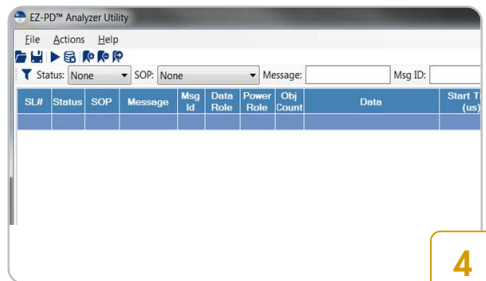 EZ-PD™ Analyzer Utility
File Actions Help
Status: None SOP: None Message: Msg ID:
SL# Status SOP Message Msg Id Data Role Power Role Obj Count Data Start T (us)
4